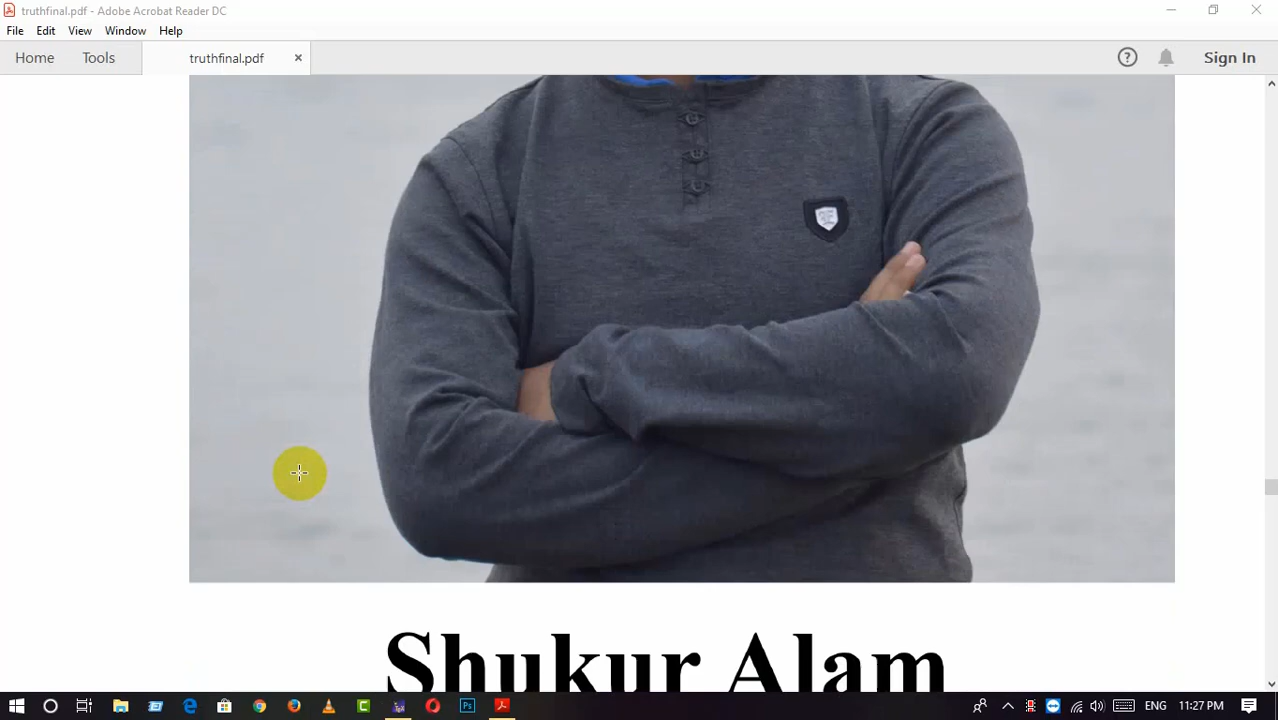 truthfinal.pdf - Adobe Acrobat Reader DC
File Edit View Window Help
Home Tools truthfinal.pdf × ? Sign In
Shukur Alam
Ps ENG 11:27 PM